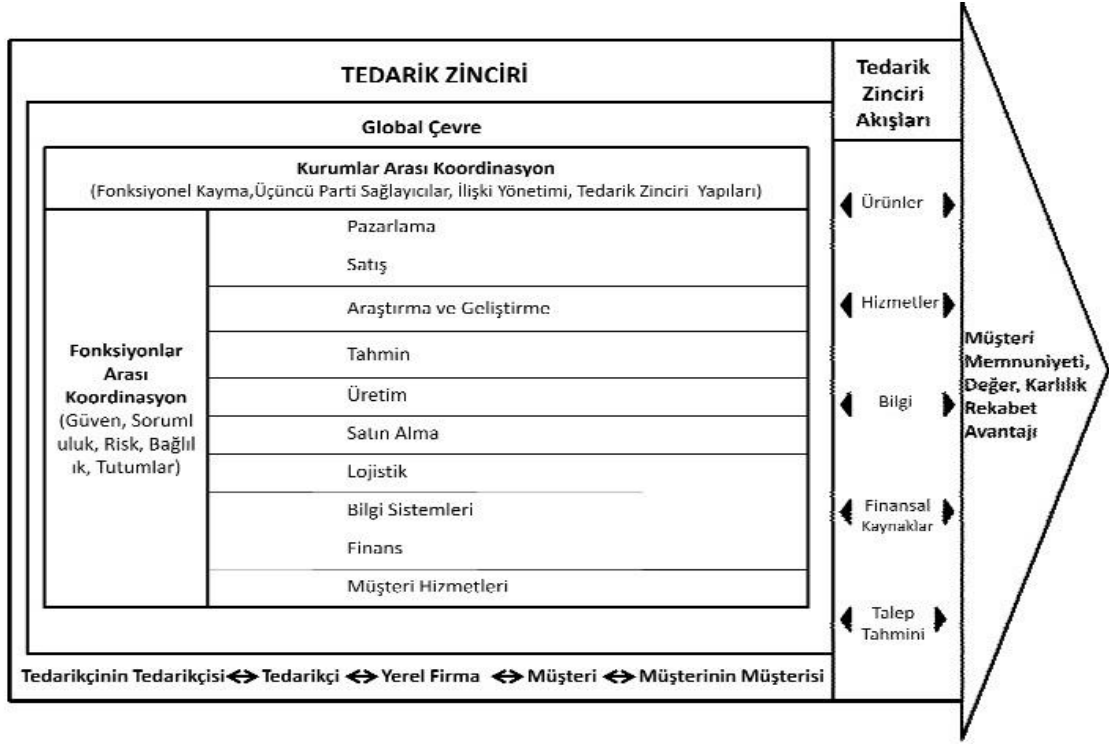 TEDARİK ZİNCİRİ
Global Çevre
Kurumlar Arası Koordinasyon
(Fonksiyonel Kayma,Üçüncü Parti Sağlayıcılar, İlişki Yönetimi, Tedarik Zinciri Yapıları)
Fonksiyonlar
Arası
Koordinasyon
(Güven, Soruml
uluk, Risk, Bağlıl
ık, Tutumlar)
Pazarlama
Satış
Araştırma ve Geliştirme
Tahmin
Üretim
Satın Alma
Lojistik
Bilgi Sistemleri
Finans
Müşteri Hizmetleri
Tedarikçinin Tedarikçisi↔Tedarikçi ↔Yerel Firma ↔Müşteri ↔Müşterinin Müşterisi
Tedarik
Zinciri
Akışları
Ürünler
Hizmetler
Bilgi
Finansal
Kaynaklar
Talep
Tahmini
Müşteri
Memnuniyeti,
Değer, Karlılık
Rekabet
Avantajı